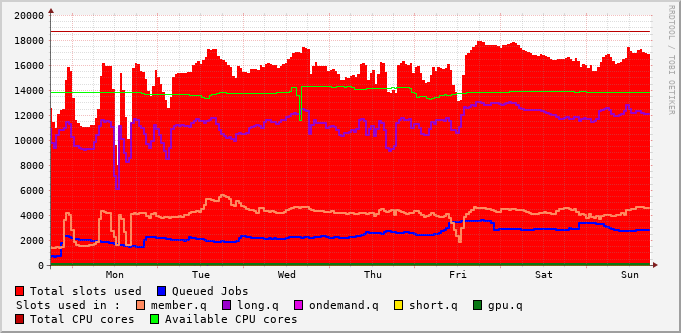 20000
18000
16000
14000
12000
10000
8000
6000
4000
2000
0
Mon Tue Wed Thu Fri Sat Sun
Total slots used Queued Jobs
Slots used in : member.q long.q ondemand.q short.q gpu.q
Total CPU cores Available CPU cores
RRDTOOL / TOBI OETIKER